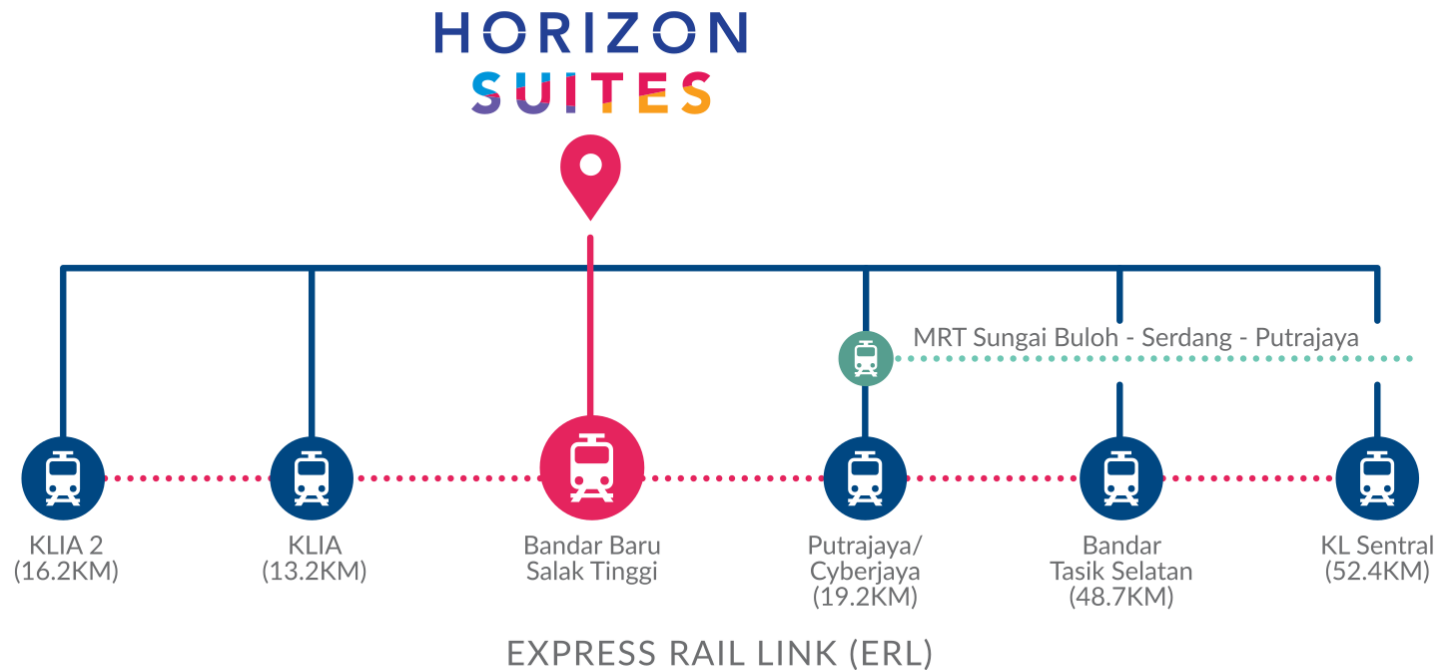 HORIZON
SUITES
MRT Sungai Buloh - Serdang - Putrajaya
KLIA 2
(16.2KM)
KLIA
(13.2KM)
Bandar Baru
Salak Tinggi
Putrajaya/
Cyberjaya
(19.2KM)
Bandar
Tasik Selatan
(48.7KM)
KL Sentral
(52.4KM)
EXPRESS RAIL LINK (ERL)